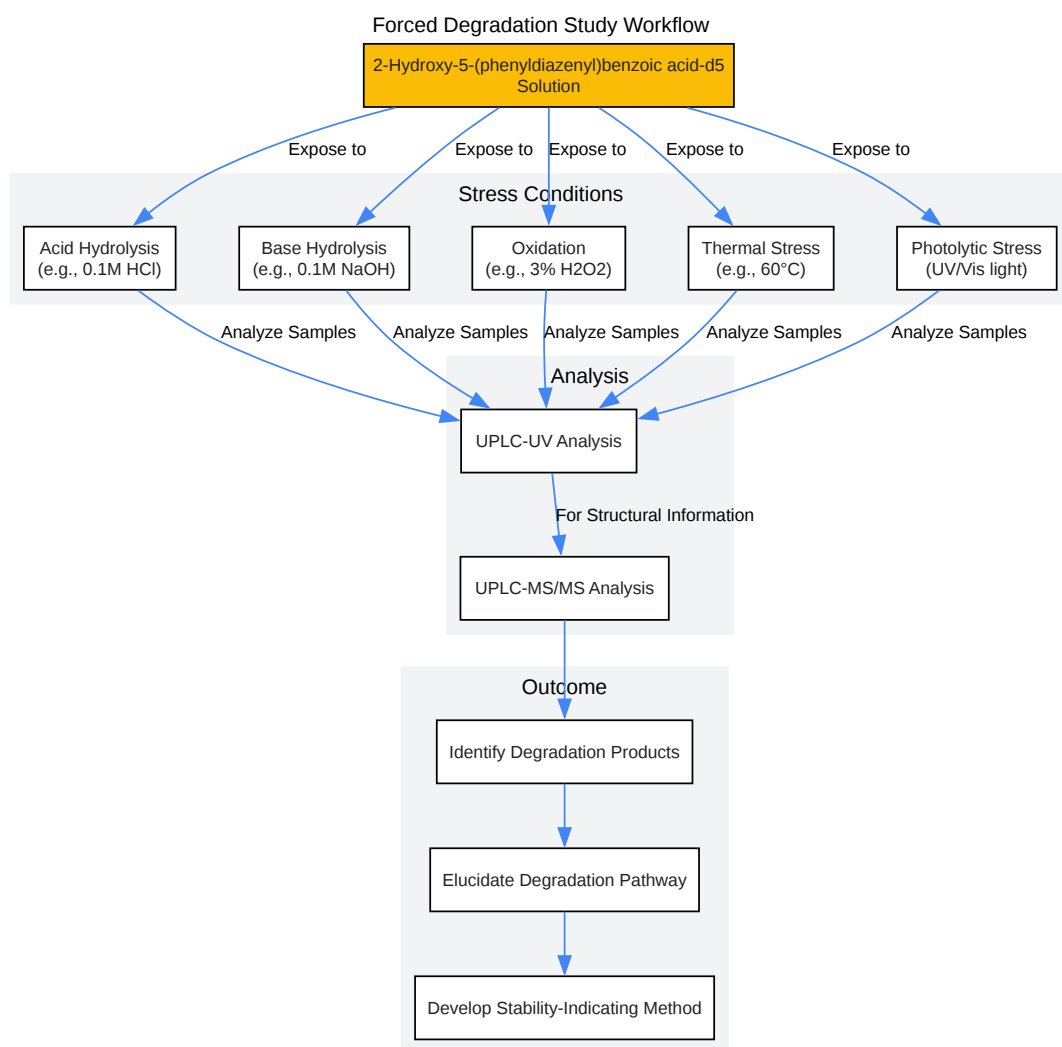 Forced Degradation Study Workflow
2-Hydroxy-5-(phenyldiazenyl)benzoic acid-d5
Solution
Expose to
Expose to
Expose to
Expose to
Expose to
Stress Conditions
Acid Hydrolysis
(e.g., 0.1M HCl)
Base Hydrolysis
(e.g., 0.1M NaOH)
Oxidation
(e.g., 3% H2O2)
Thermal Stress
(e.g., 60°C)
Photolytic Stress
(UV/Vis light)
Analyze Samples
Analyze Samples
Analyze Samples
Analyze Samples
Analyze Samples
Analysis
UPLC-UV Analysis
For Structural Information
UPLC-MS/MS Analysis
Outcome
Identify Degradation Products
Elucidate Degradation Pathway
Develop Stability-Indicating Method